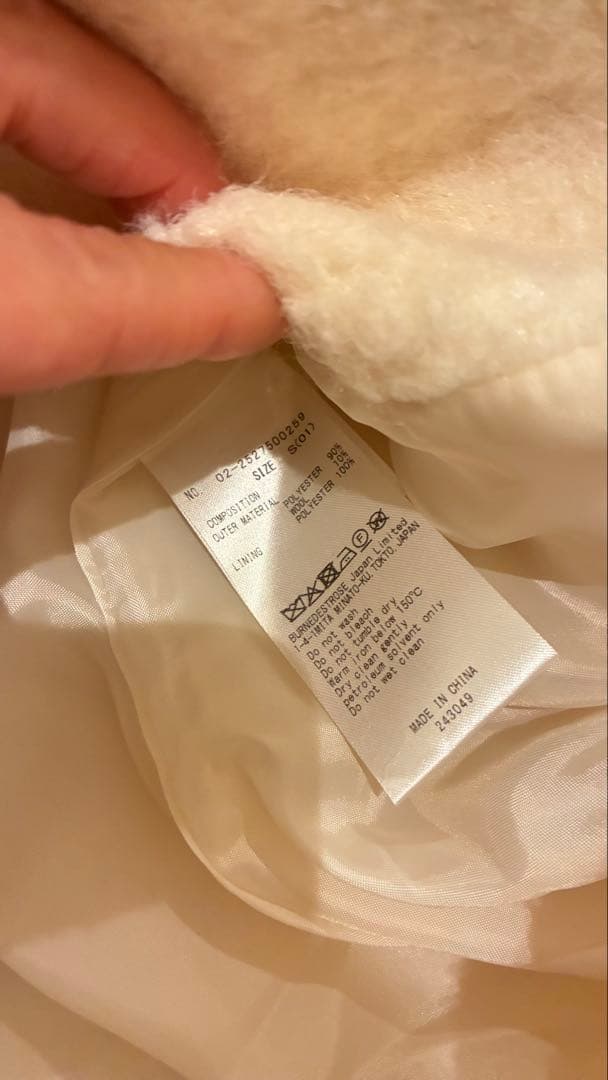 NO. 02-2527500259
SIZE S(01)
COMPOSITION
OUTER MATERIAL POLYESTER 90%
WOOL 10%
LINING POLYESTER 100%
F
BURNEDESTROSE Japan Limited
1-4-1MITA MINATO-KU, TOKYO. JAPAN
Do not wash
Do not bleach
Do not tumble dry
Warm iron below 150℃
Dry clean gently
petroleum solvent only
Do not wet clean
MADE IN CHINA
243049